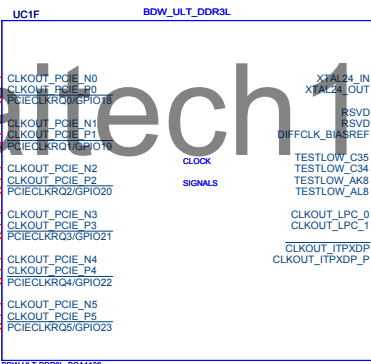 UC1F
BDW_ULT_DDR3L
CLKOUT_PCIE_N0
CLKOUT_PCIE_P0
PCIECLKRQ0/GPIO18
CLKOUT_PCIE_N1
CLKOUT_PCIE_P1
PCIECLKRQ1/GPIO19
CLKOUT_PCIE_N2
CLKOUT_PCIE_P2
PCIECLKRQ2/GPIO20
CLKOUT_PCIE_N3
CLKOUT_PCIE_P3
PCIECLKRQ3/GPIO21
CLKOUT_PCIE_N4
CLKOUT_PCIE_P4
PCIECLKRQ4/GPIO22
CLKOUT_PCIE_N5
CLKOUT_PCIE_P5
PCIECLKRQ5/GPIO23
CLOCK
SIGNALS
XTAL24_IN
XTAL24_OUT
RSVD
RSVD
DIFFCLK_BIASREF
TESTLOW_C35
TESTLOW_C34
TESTLOW_AK8
TESTLOW_AL8
CLKOUT_LPC_0
CLKOUT_LPC_1
CLKOUT_ITPXDP
CLKOUT_ITPXDP_P
aitech1